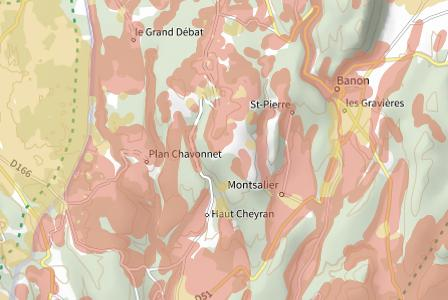 le Grand Débat
Banon
St-Pierre
les Gravières
Plan Chavonnet
D166
Montsalier
Haut Cheyran
D51